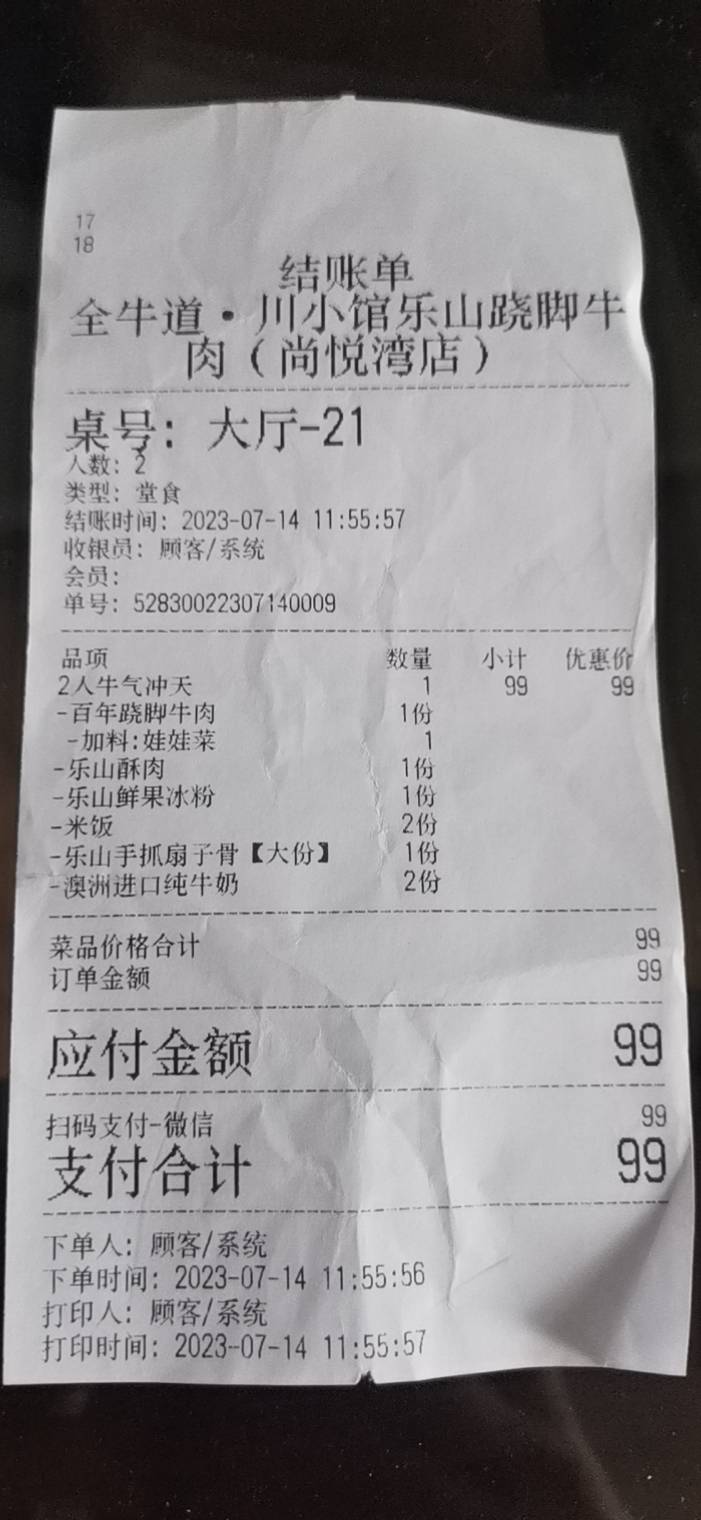 17
18
结账单
全牛道·川小馆乐山跷脚牛
肉(尚悦湾店)
桌号: 大厅-21
人数: 2
类型: 堂食
结账时间: 2023-07-14 11:55:57
收银员: 顾客/系统
会员:
单号: 52830022307140009
品项 数量 小计 优惠价
2人牛气冲天 1 99 99
-百年跷脚牛肉 1份
-加料:娃娃菜 1
-乐山酥肉 1份
-乐山鲜果冰粉 1份
-米饭 2份
-乐山手抓扇子骨【大份】 1份
-澳洲进口纯牛奶 2份
菜品价格合计 99
订单金额 99
应付金额 99
扫码支付-微信 99
支付合计 99
下单人: 顾客/系统
下单时间: 2023-07-14 11:55:56
打印人: 顾客/系统
打印时间: 2023-07-14 11:55:57